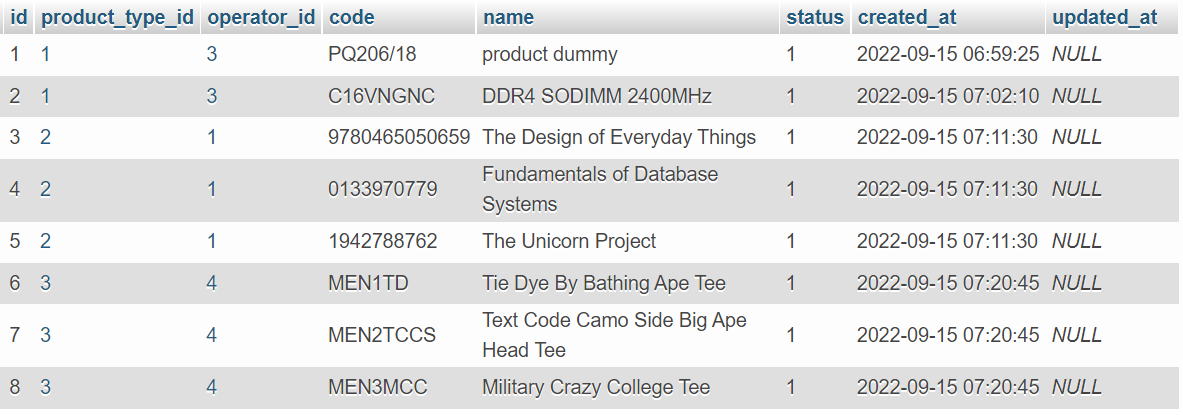 id product_type_id operator_id code name status created_at updated_at
1 1 3 PQ206/18 product dummy 1 2022-09-15 06:59:25 NULL
2 1 3 C16VNGNC DDR4 SODIMM 2400MHz 1 2022-09-15 07:02:10 NULL
3 2 1 9780465050659 The Design of Everyday Things 1 2022-09-15 07:11:30 NULL
4 2 1 0133970779 Fundamentals of Database 1 2022-09-15 07:11:30 NULL
Systems
5 2 1 1942788762 The Unicorn Project 1 2022-09-15 07:11:30 NULL
6 3 4 MEN1TD Tie Dye By Bathing Ape Tee 1 2022-09-15 07:20:45 NULL
7 3 4 MEN2TCCS Text Code Camo Side Big Ape 1 2022-09-15 07:20:45 NULL
Head Tee
8 3 4 MEN3MCC Military Crazy College Tee 1 2022-09-15 07:20:45 NULL